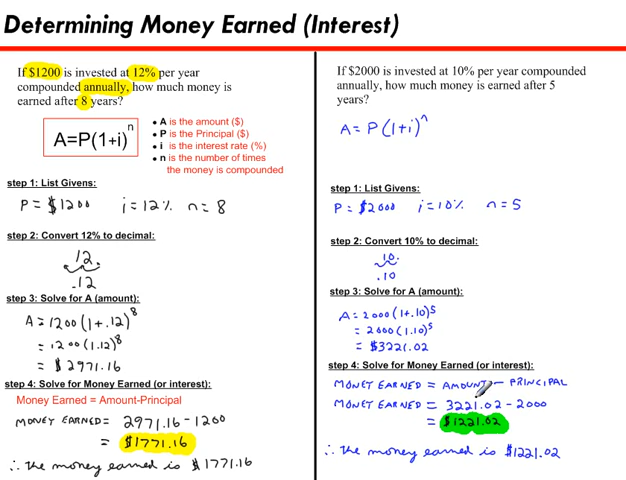 Determining Money Earned (Interest)
If $1200 is invested at 12% per year
compounded annually, how much money is
earned after 8 years?
A=P(1+i)^n
• A is the amount ($)
• P is the Principal ($)
• i is the interest rate (%)
• n is the number of times
the money is compounded
step 1: List Givens:
P = $1200 i = 12% n = 8
step 2: Convert 12% to decimal:
12.
.12
step 3: Solve for A (amount):
A = 1200 (1+.12)^8
= 1200 (1.12)^8
= $2971.16
step 4: Solve for Money Earned (or interest):
Money Earned = Amount-Principal
MONEY EARNED = 2971.16 - 1200
= $1771.16
∴ the money earned is $1771.16
If $2000 is invested at 10% per year compounded
annually, how much money is earned after 5
years?
A = P (1+i)^n
step 1: List Givens:
P = $2000 i = 10% n = 5
step 2: Convert 10% to decimal:
10.
.10
step 3: Solve for A (amount):
A = 2000 (1+.10)^5
= 2000 (1.10)^5
= $3221.02
step 4: Solve for Money Earned (or interest):
MONEY EARNED = AMOUNT - PRINCIPAL
MONEY EARNED = 3221.02 - 2000
= $1221.02
∴ the money earned is $1221.02